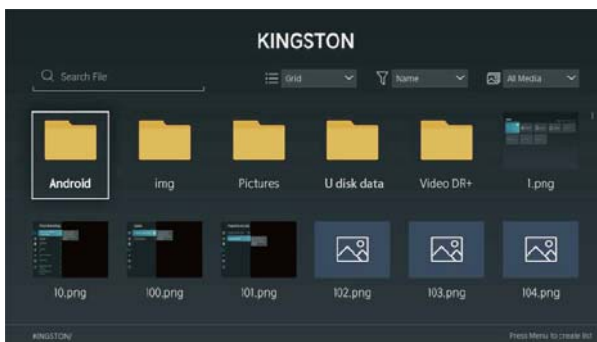 KINGSTON
Search File
Grid
Name
All Media
Android
img
Pictures
U disk data
Video DR+
1.png
10.png
100.png
101.png
102.png
103.png
104.png
KINGSTON/
Press Menu to create list